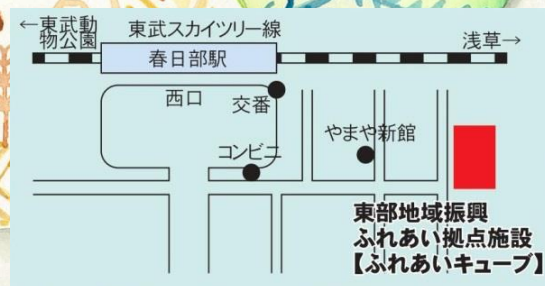 ←東武動
物公園
東武スカイツリー線
浅草→
春日部駅
西口
交番
やまや新館
コンビニ
東部地域振興
ふれあい拠点施設
【ふれあいキューブ】